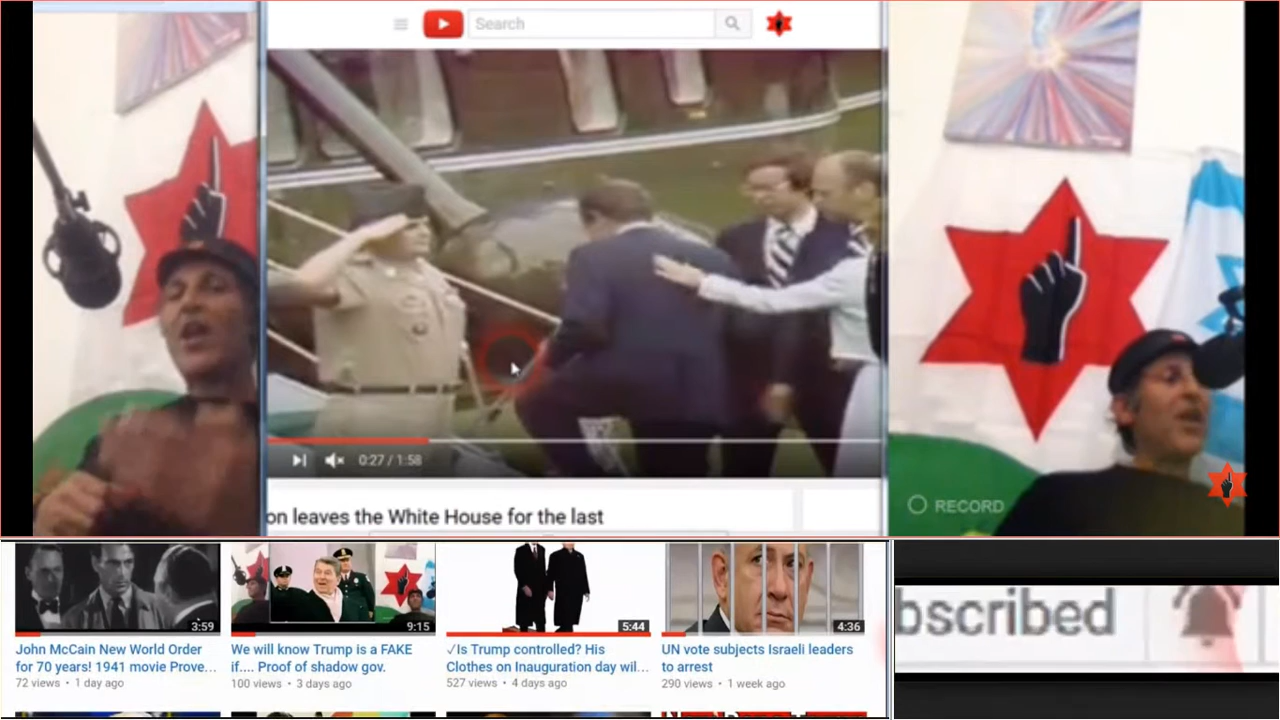 Search
0:27 / 1:58
RECORD
on leaves the White House for the last
3:59
9:15
5:44
4:36
John McCain New World Order
for 70 years! 1941 movie Prove...
72 views • 1 day ago
We will know Trump is a FAKE
if.... Proof of shadow gov.
100 views • 3 days ago
✓Is Trump controlled? His
Clothes on Inauguration day wil...
527 views • 4 days ago
UN vote subjects Israeli leaders
to arrest
290 views • 1 week ago
bscribed